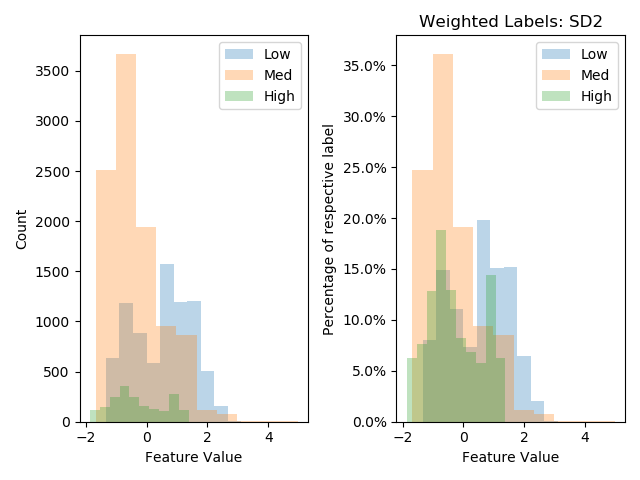 Weighted Labels: SD2
Low
Med
High
3500
3000
2500
2000
1500
1000
500
0
Count
−2
0
2
4
Feature Value
Low
Med
High
35.0%
30.0%
25.0%
20.0%
15.0%
10.0%
5.0%
0.0%
Percentage of respective label
−2
0
2
4
Feature Value